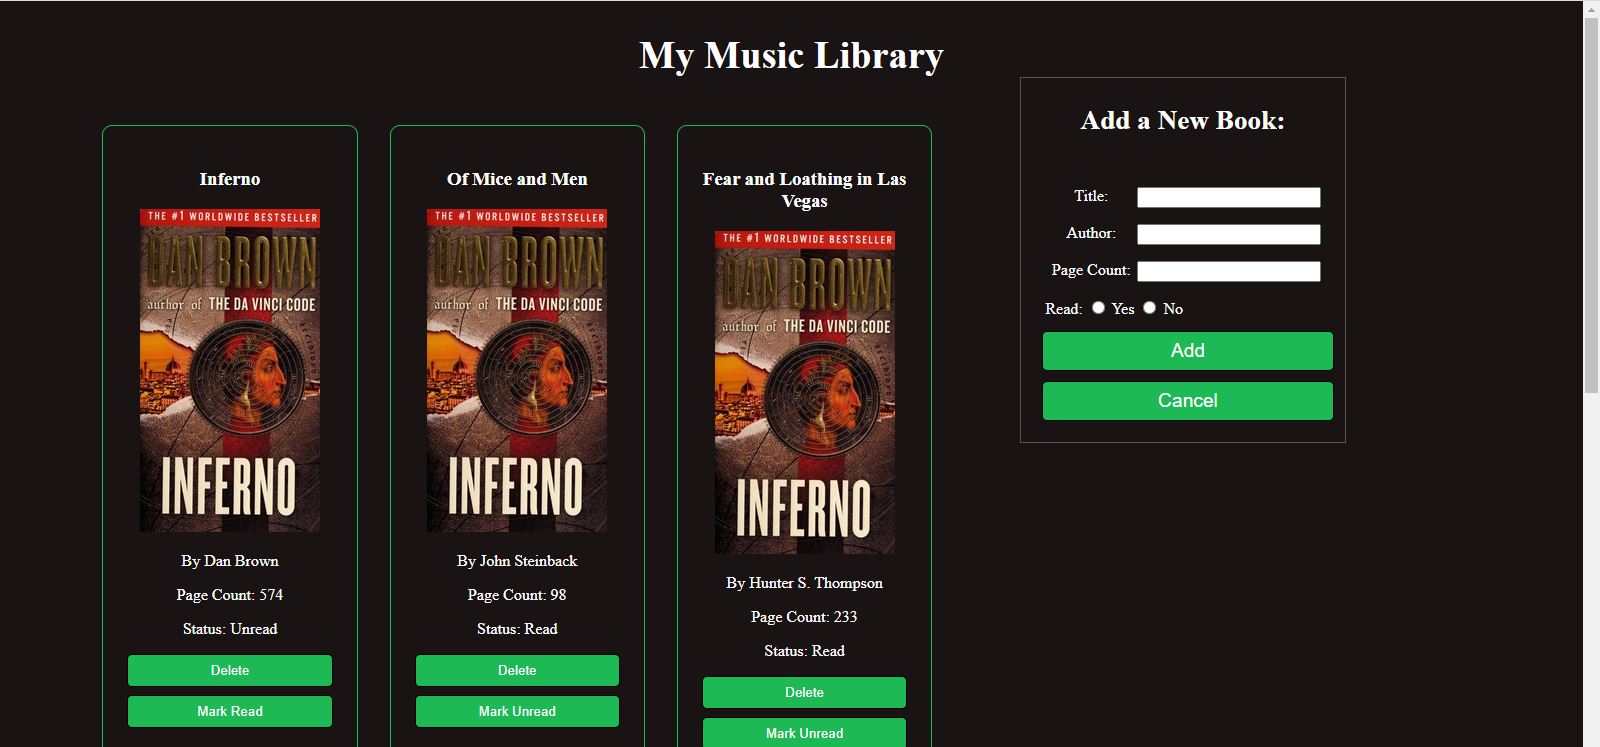 My Music Library
Inferno
THE #1 WORLDWIDE BESTSELLER
DAN BROWN
author of THE DA VINCI CODE
INFERNO
By Dan Brown
Page Count: 574
Status: Unread
Delete
Mark Read
Of Mice and Men
THE #1 WORLDWIDE BESTSELLER
DAN BROWN
author of THE DA VINCI CODE
INFERNO
By John Steinback
Page Count: 98
Status: Read
Delete
Mark Unread
Fear and Loathing in Las
Vegas
THE #1 WORLDWIDE BESTSELLER
DAN BROWN
author of THE DA VINCI CODE
INFERNO
By Hunter S. Thompson
Page Count: 233
Status: Read
Delete
Mark Unread
Add a New Book:
Title:
Author:
Page Count:
Read: Yes No
Add
Cancel